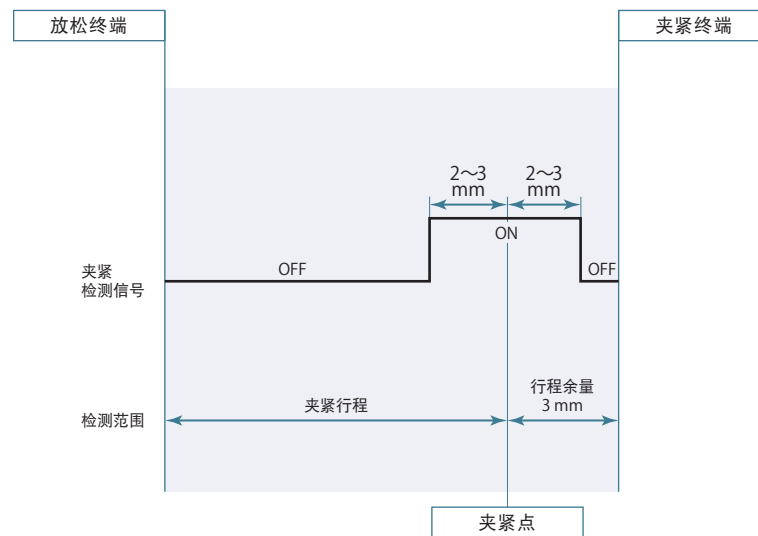 放松终端
夹紧终端
2～3
mm
2～3
mm
ON
OFF
OFF
夹紧
检测信号
行程余量
3 mm
夹紧行程
检测范围
夹紧点